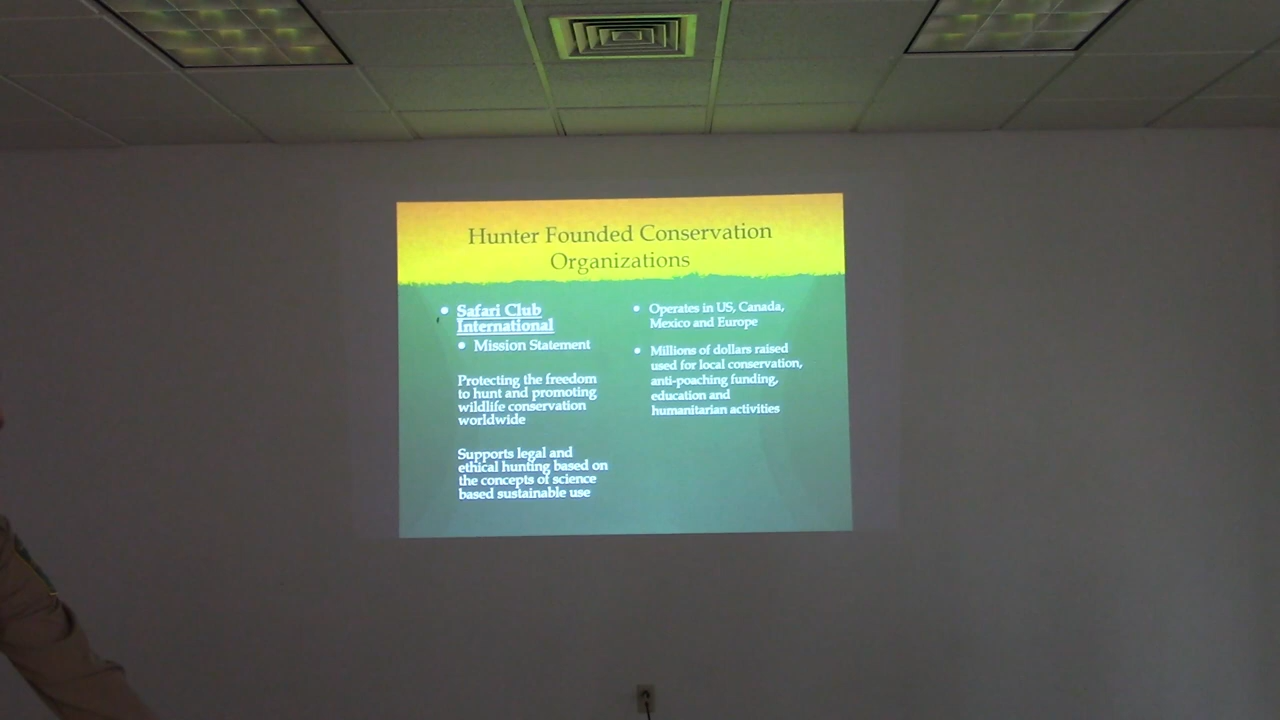 Hunter Founded Conservation
Organizations
Safari Club
International
Mission Statement
Protecting the freedom
to hunt and promoting
wildlife conservation
worldwide
Supports legal and
ethical hunting based on
the concepts of science
based sustainable use
Operates in US, Canada,
Mexico and Europe
Millions of dollars raised
used for local conservation,
anti-poaching funding,
education and
humanitarian activities